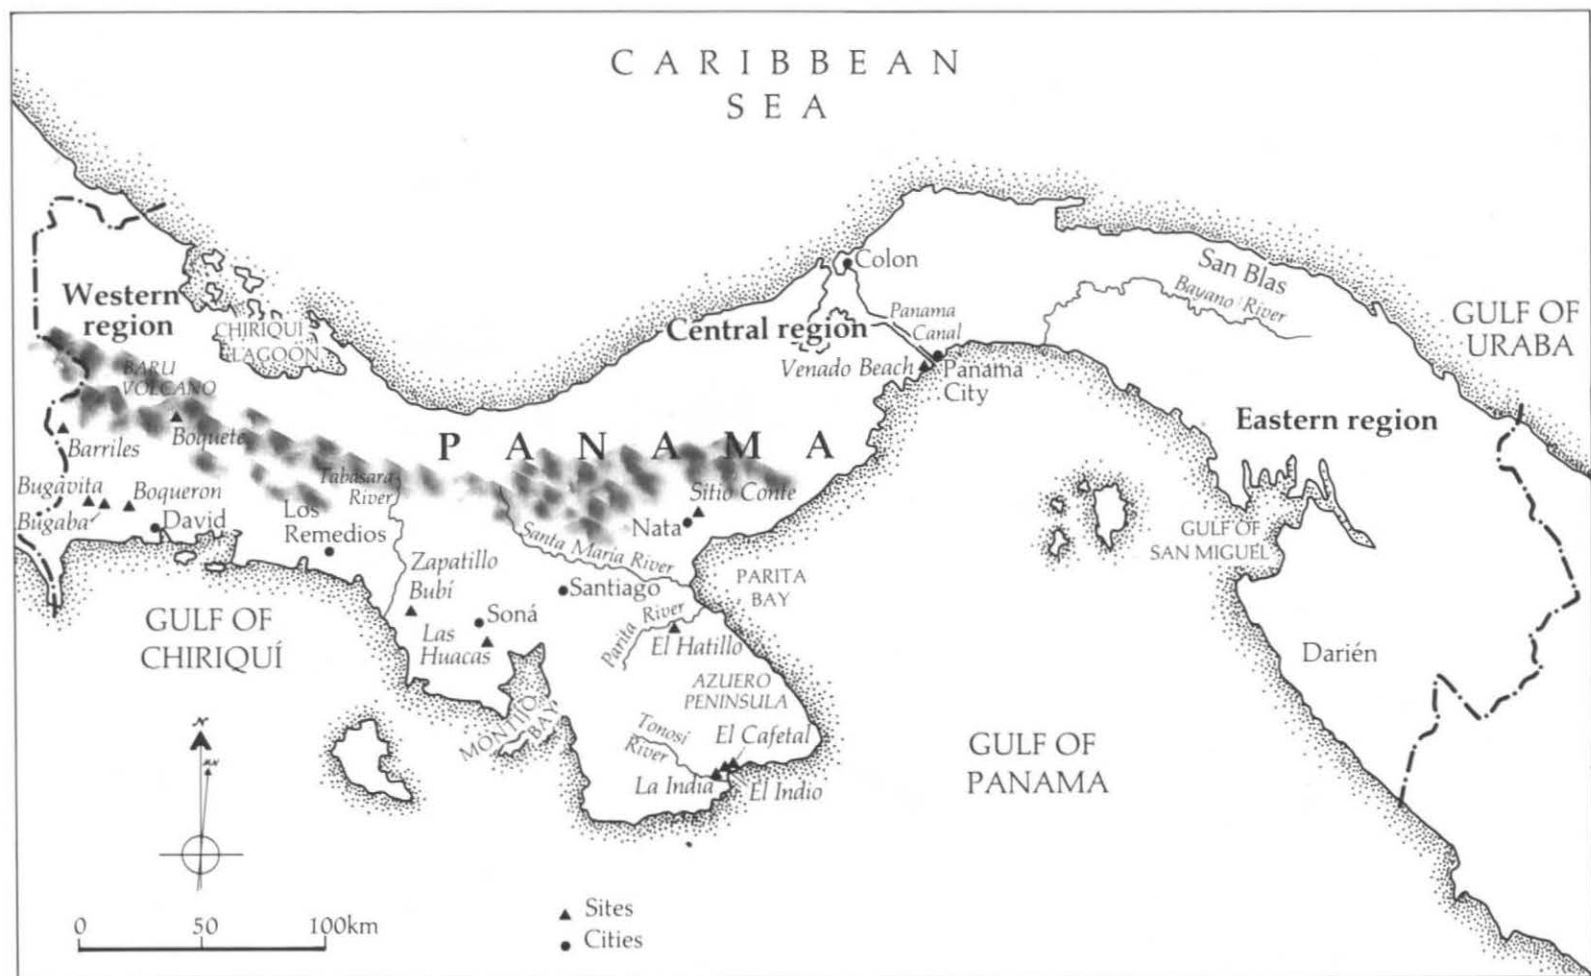 CARIBBEAN
SEA
Western
region
CHIRIQUÍ
LAGOON
BARU
VOLCANO
Barriles
Boquete
Bugavita
Bugaba
Boqueron
David
Los
Remedios
Tabasara
River
PANAMA
Central region
Colon
Panama
Canal
Venado Beach
Panama
City
San Blas
Bayano River
GULF OF
URABA
Eastern region
Sitio Conte
Nata
Santa María River
Zapatillo
Bubí
Santiago
Soná
Las
Huacas
PARITA
BAY
Parita River
El Hatillo
GULF OF
SAN MIGUEL
GULF OF
CHIRIQUÍ
AZUERO
PENINSULA
MONTIJO
BAY
Tonosí
River
El Cafetal
La India
El Indio
GULF OF
PANAMA
Darién
N
0 50 100km
Sites
Cities